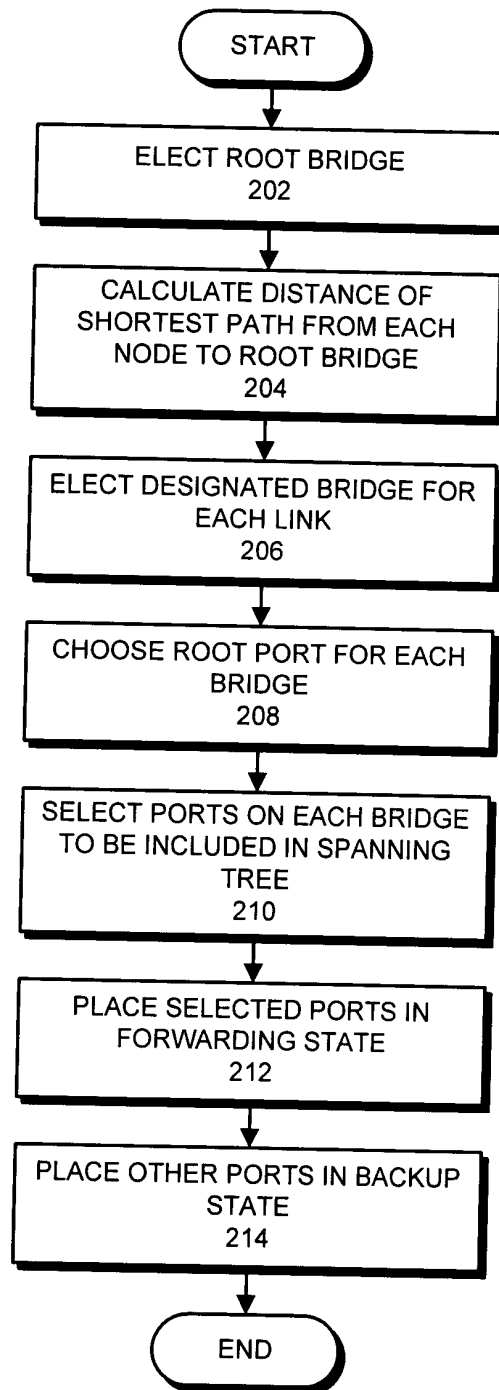 START
ELECT ROOT BRIDGE
202
CALCULATE DISTANCE OF
SHORTEST PATH FROM EACH
NODE TO ROOT BRIDGE
204
ELECT DESIGNATED BRIDGE FOR
EACH LINK
206
CHOOSE ROOT PORT FOR EACH
BRIDGE
208
SELECT PORTS ON EACH BRIDGE
TO BE INCLUDED IN SPANNING
TREE
210
PLACE SELECTED PORTS IN
FORWARDING STATE
212
PLACE OTHER PORTS IN BACKUP
STATE
214
END